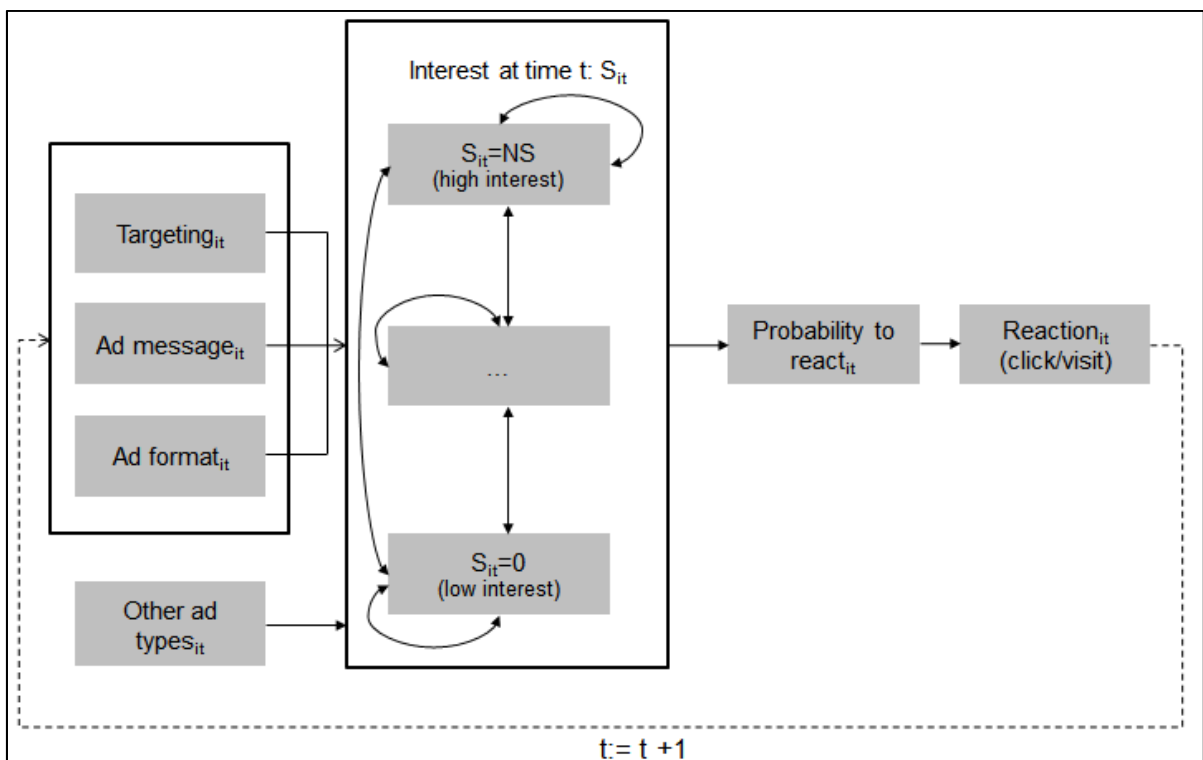 Interest at time t: Sit
Sit=NS
(high interest)
Targetingit
Ad messageit
Ad formatit
...
Probability to
reactit
Reactionit
(click/visit)
Sit=0
(low interest)
Other ad
typesit
t:= t +1